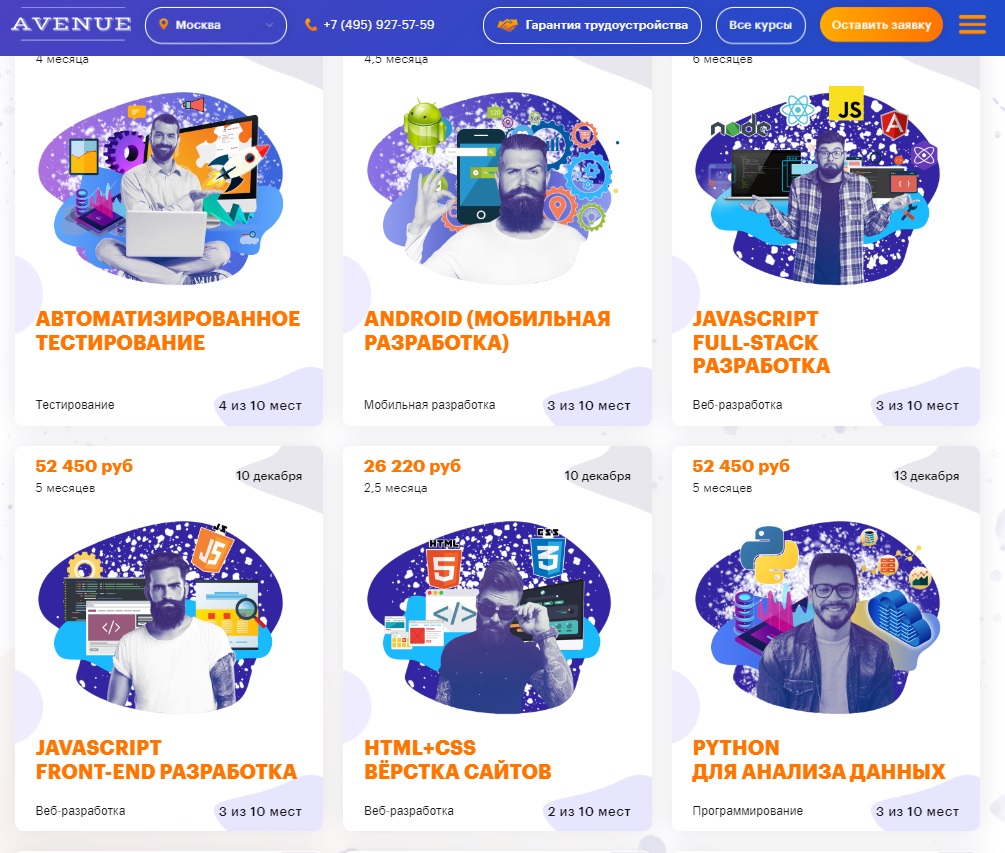 AVENUE
Москва
+7 (495) 927-57-59
Гарантия трудоустройства
Все курсы
Оставить заявку
4 месяца
4,5 месяца
6 месяцев
120
node
JS
АВТОМАТИЗИРОВАННОЕ
ТЕСТИРОВАНИЕ
ANDROID (МОБИЛЬНАЯ
РАЗРАБОТКА)
JAVASCRIPT
FULL-STACK
РАЗРАБОТКА
Тестирование
4 из 10 мест
Мобильная разработка
3 из 10 мест
Веб-разработка
3 из 10 мест
52 450 руб
5 месяцев
10 декабря
26 220 руб
2,5 месяца
10 декабря
52 450 руб
5 месяцев
13 декабря
JS
JS
</>
HTML
5
CSS
3
</>
JAVASCRIPT
FRONT-END РАЗРАБОТКА
HTML+CSS
ВЁРСТКА САЙТОВ
PYTHON
ДЛЯ АНАЛИЗА ДАННЫХ
Веб-разработка
3 из 10 мест
Веб-разработка
2 из 10 мест
Программирование
3 из 10 мест